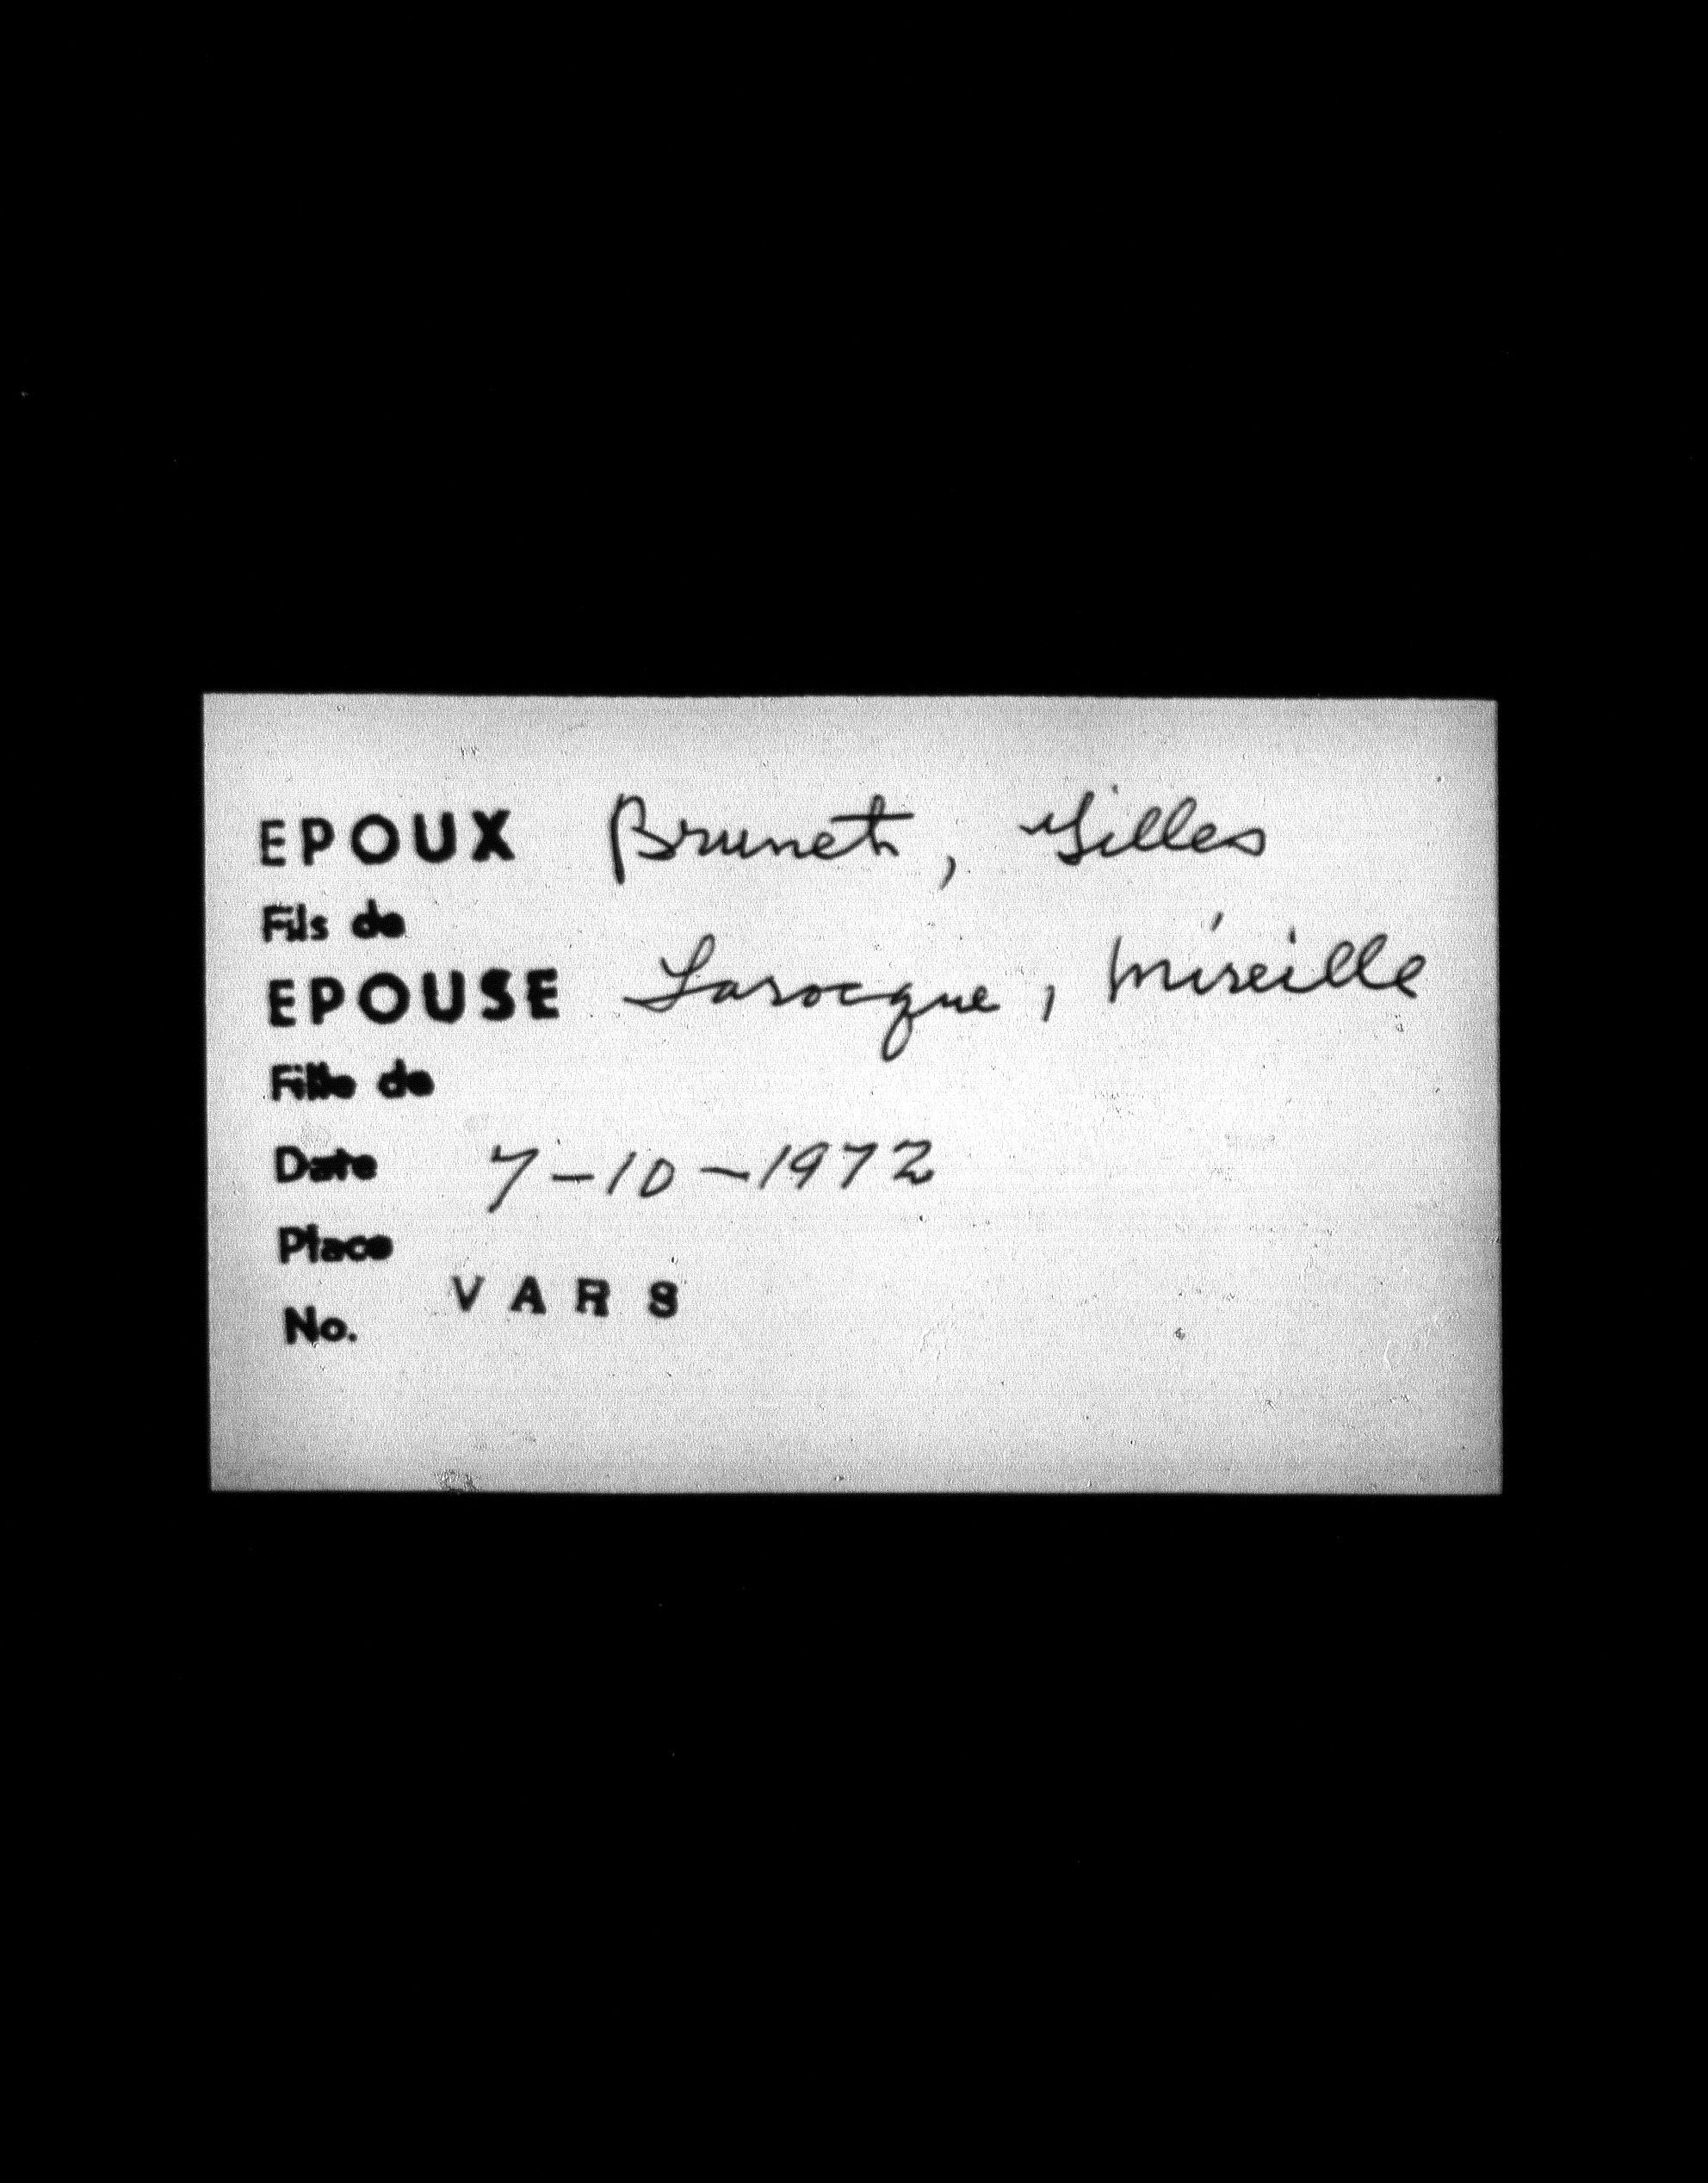 EPOUX Brunet, Gilles
Fils de
EPOUSE Larocque, Mireille
Fille de
Date 7-10-1972
Place
VARS
No.